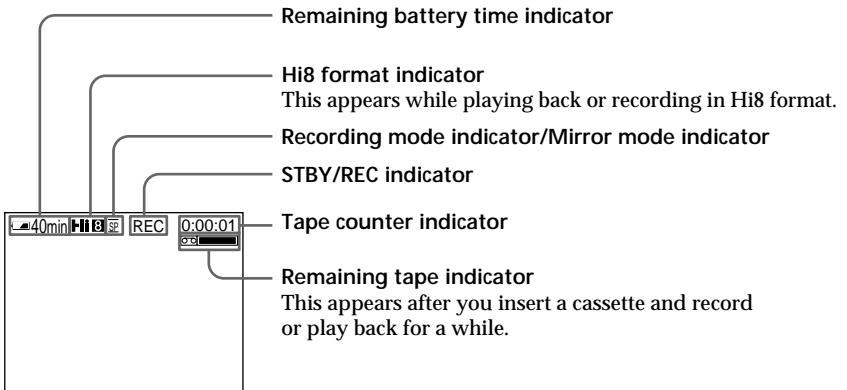 Remaining battery time indicator
Hi8 format indicator
This appears while playing back or recording in Hi8 format.
Recording mode indicator/Mirror mode indicator
STBY/REC indicator
40min Hi8 SP REC 0:00:01
Tape counter indicator
Remaining tape indicator
This appears after you insert a cassette and record
or play back for a while.